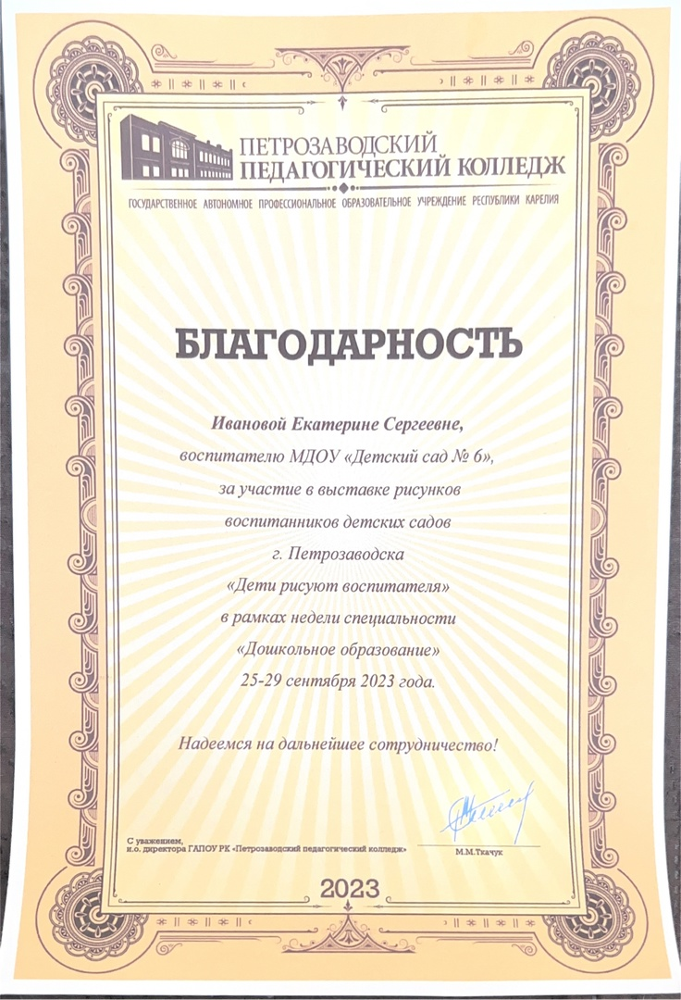 ПЕТРОЗАВОДСКИЙ
ПЕДАГОГИЧЕСКИЙ КОЛЛЕДЖ
ГОСУДАРСТВЕННОЕ АВТОНОМНОЕ ПРОФЕССИОНАЛЬНОЕ ОБРАЗОВАТЕЛЬНОЕ УЧРЕЖДЕНИЕ РЕСПУБЛИКИ КАРЕЛИЯ
БЛАГОДАРНОСТЬ
Ивановой Екатерине Сергеевне,
воспитателю МДОУ «Детский сад № 6»,
за участие в выставке рисунков
воспитанников детских садов
г. Петрозаводска
«Дети рисуют воспитателя»
в рамках недели специальности
«Дошкольное образование»
25-29 сентября 2023 года.
Надеемся на дальнейшее сотрудничество!
С уважением,
и.о. директора ГАПОУ РК «Петрозаводский педагогический колледж»
М.М.Ткачук
2023